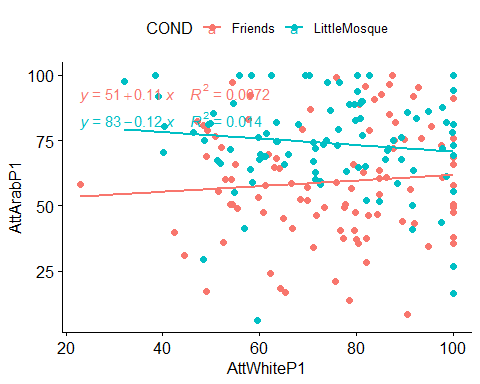 COND a Friends a LittleMosque
100
75
50
25
y = 51 + 0.11 x R² = 0.0072
y = 83 − 0.12 x R² = 0.014
AttArabP1
20 40 60 80 100
AttWhiteP1